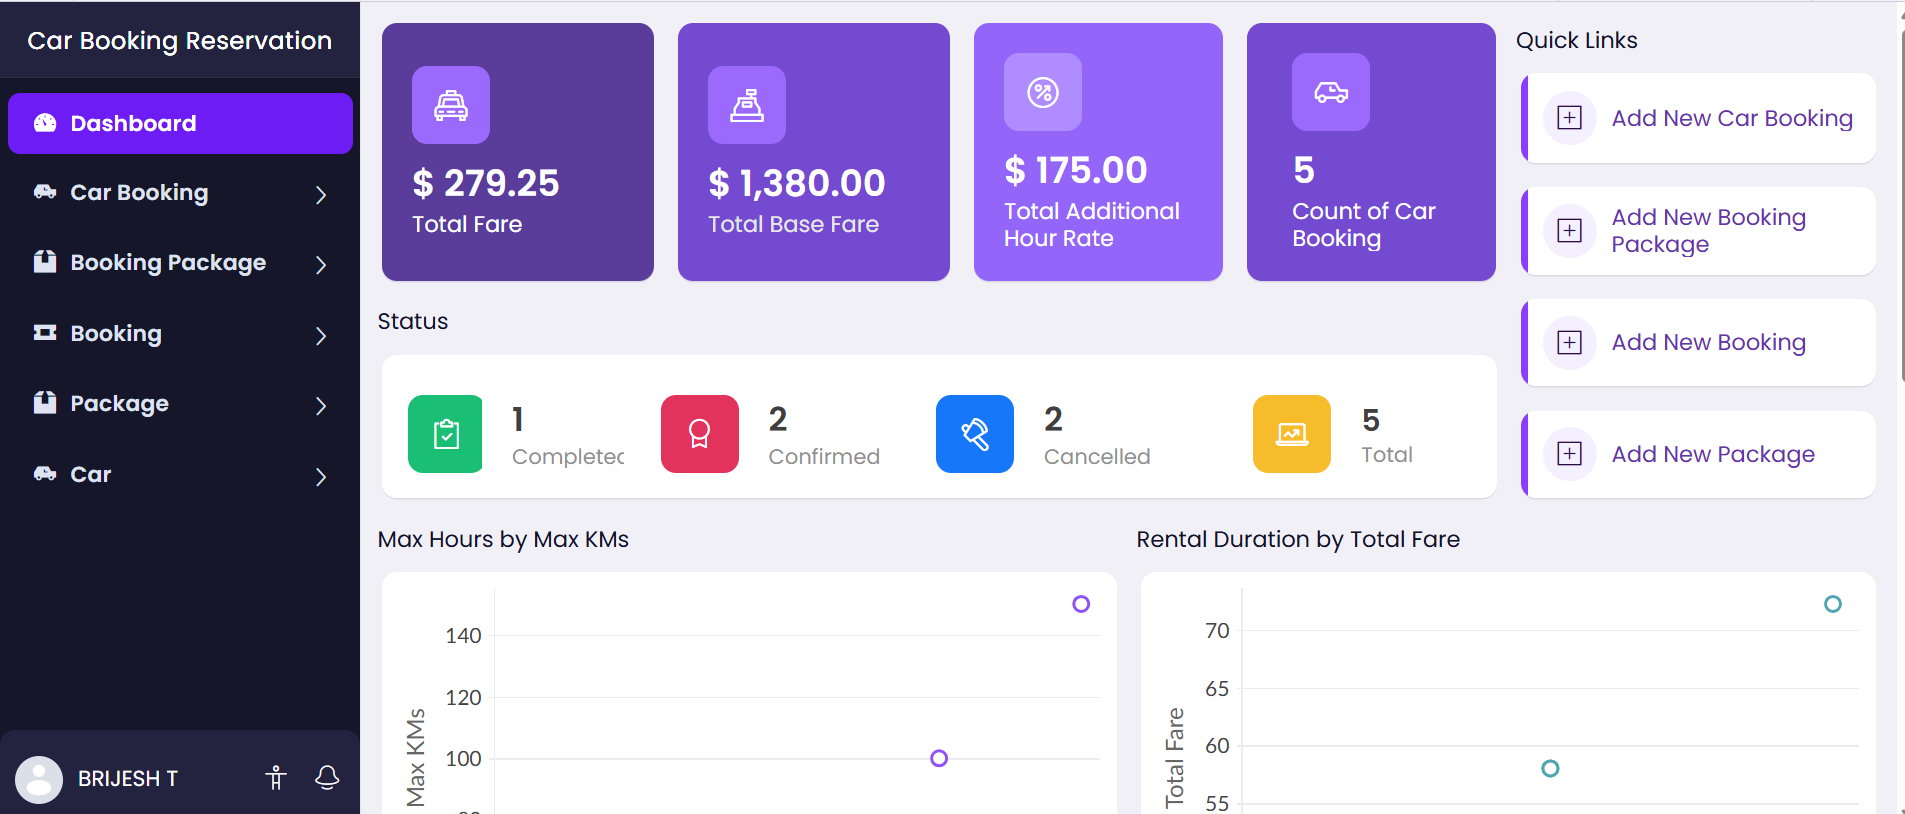 Car Booking Reservation
Dashboard
Car Booking
Booking Package
Booking
Package
Car
BRIJESH T
$ 279.25
Total Fare
$ 1,380.00
Total Base Fare
$ 175.00
Total Additional
Hour Rate
5
Count of Car
Booking
Quick Links
Add New Car Booking
Add New Booking
Package
Add New Booking
Add New Package
Status
1
Completed
2
Confirmed
2
Cancelled
5
Total
Max Hours by Max KMs
140
120
100
Max KMs
Rental Duration by Total Fare
70
65
60
55
Total Fare